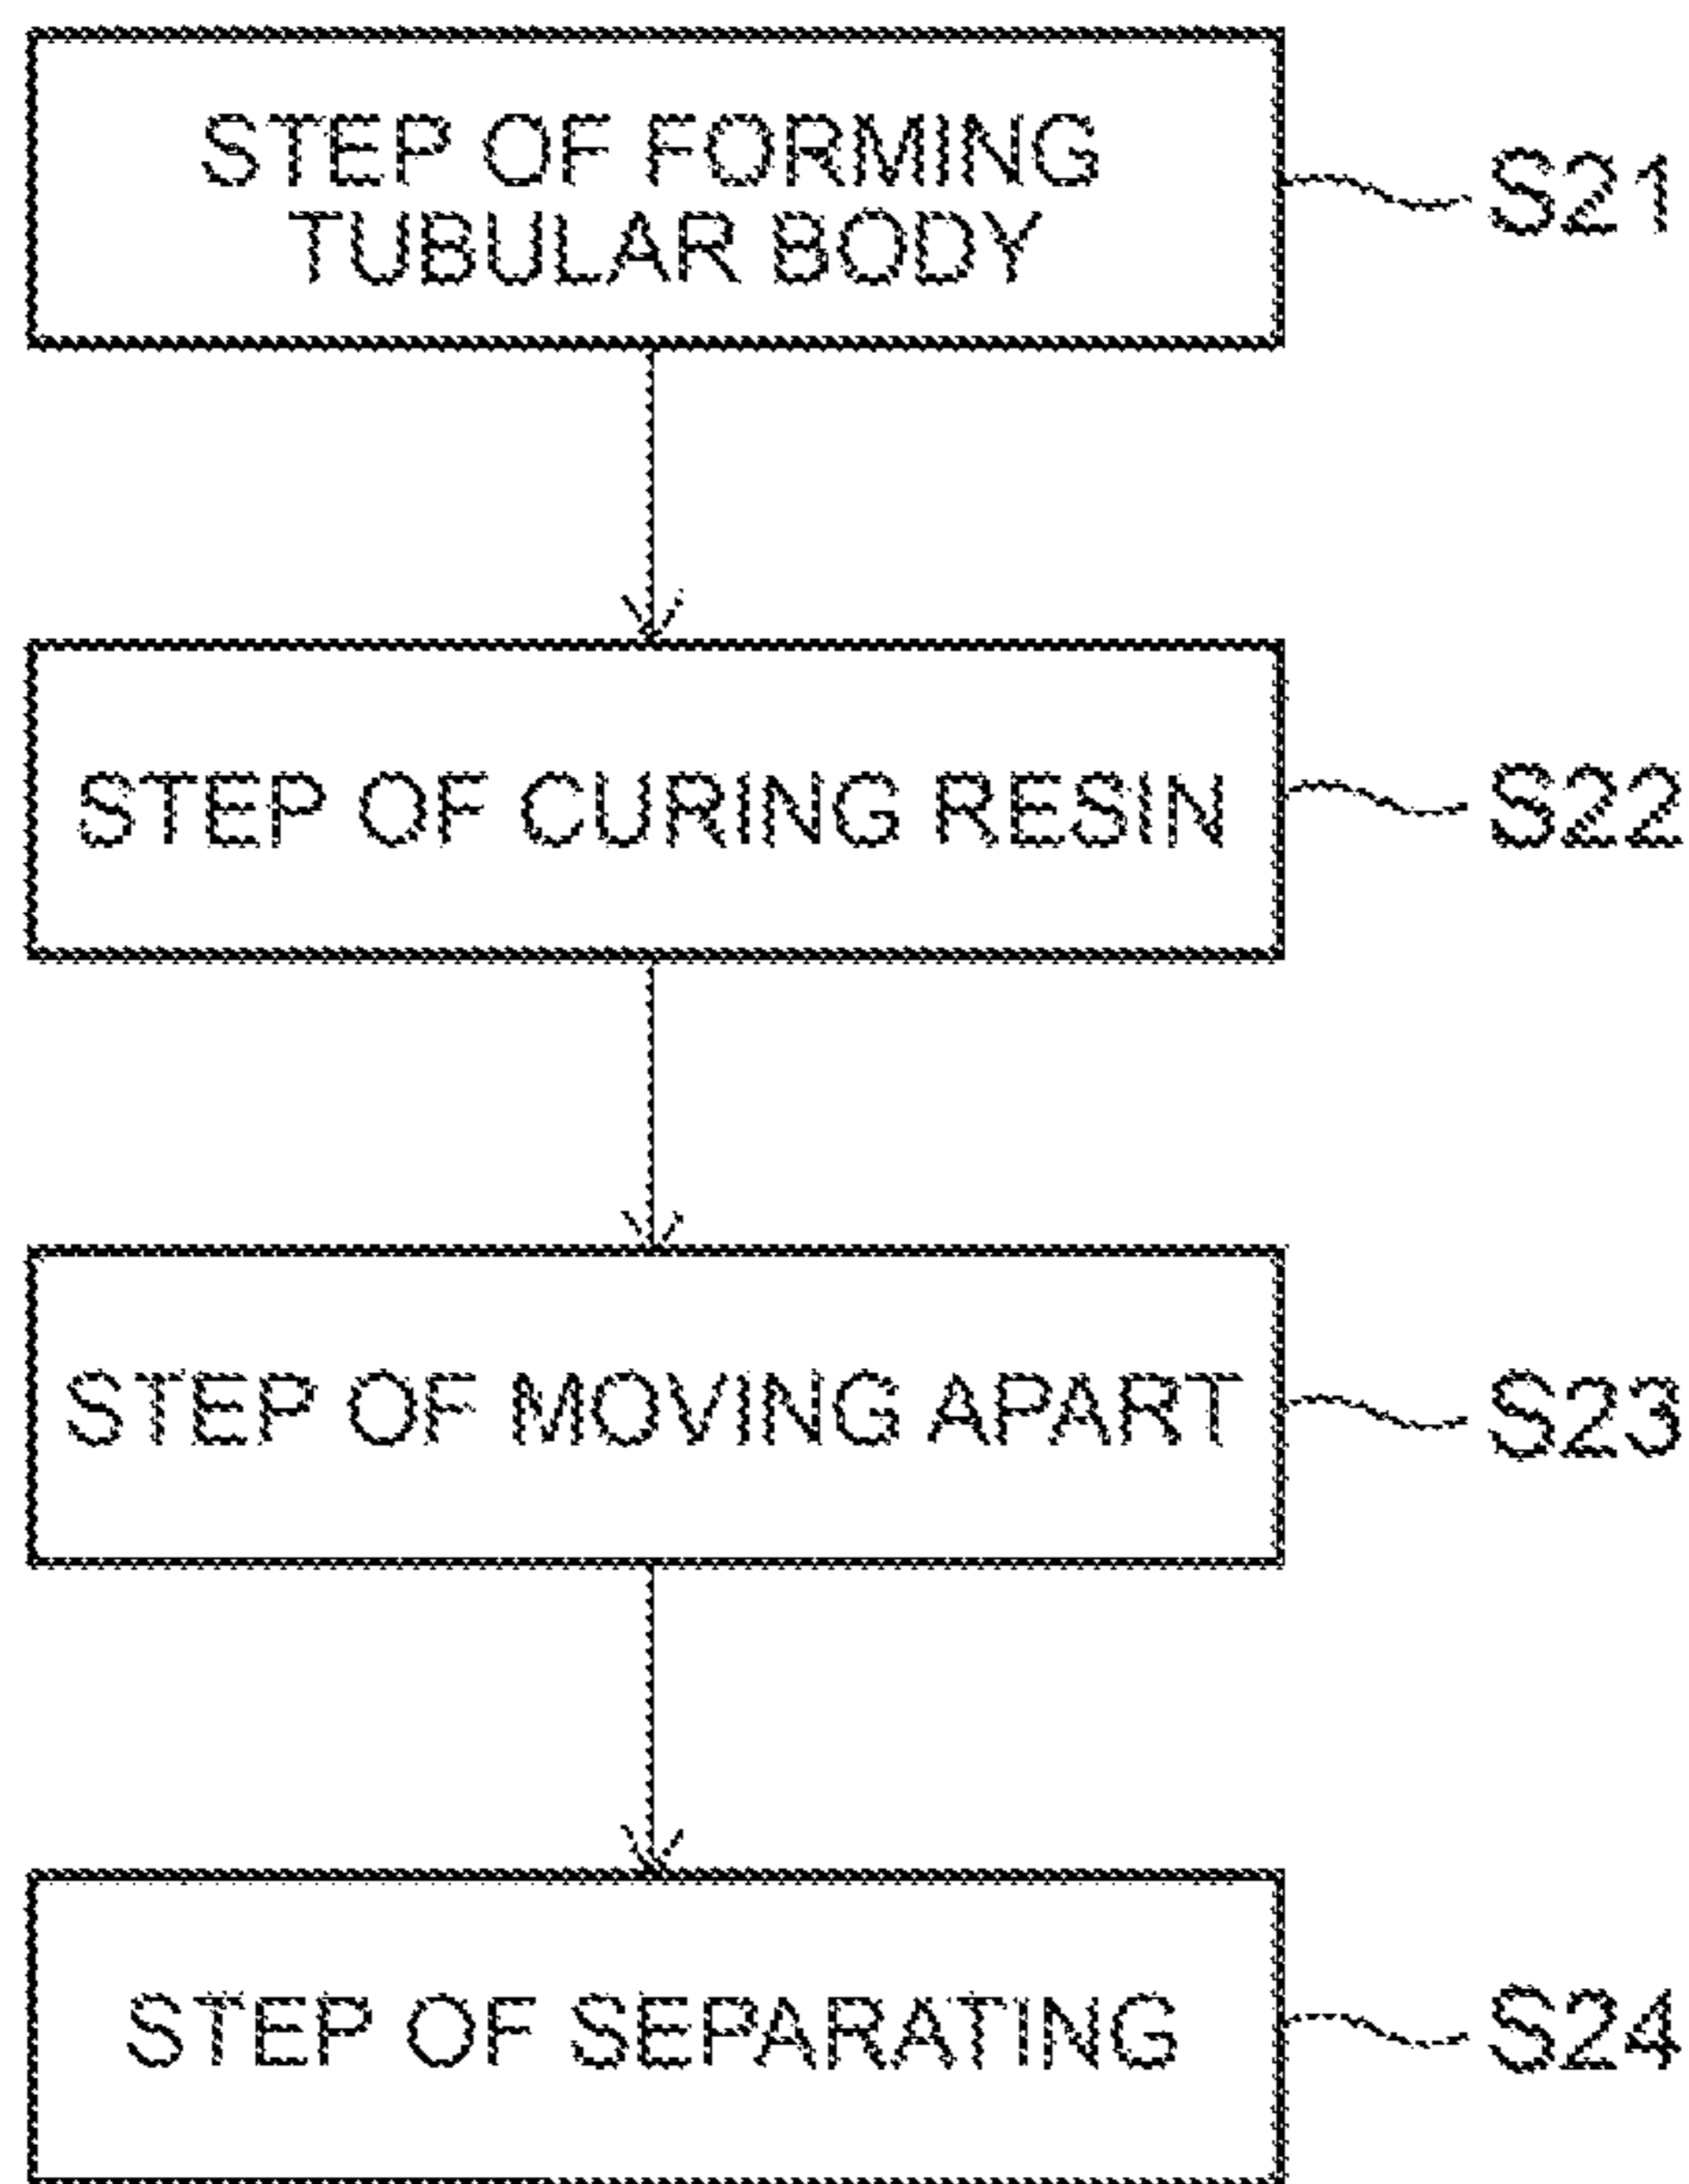 STEP OF FORMING
TUBULAR BODY
S21
STEP OF CURING RESIN
S22
STEP OF MOVING APART
S23
STEP OF SEPARATING
S24